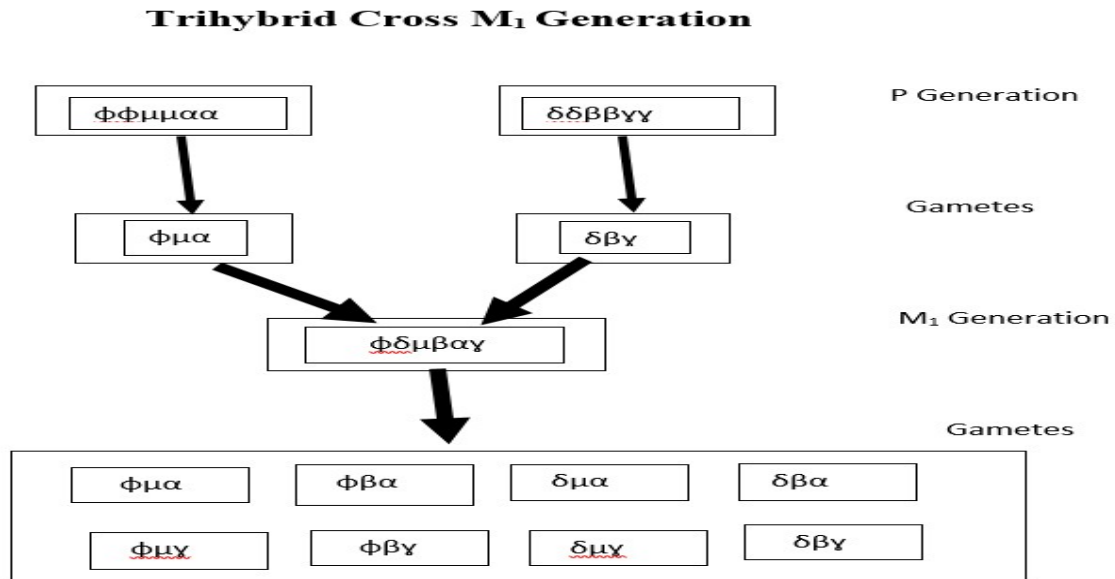 Trihybrid Cross M₁ Generation
P Generation
ϕϕμμαα
δδββɣɣ
Gametes
ϕμα
δβɣ
M₁ Generation
ϕδμβαɣ
Gametes
ϕμα
ϕβα
δμα
δβα
ϕμɣ
ϕβɣ
δμɣ
δβɣ